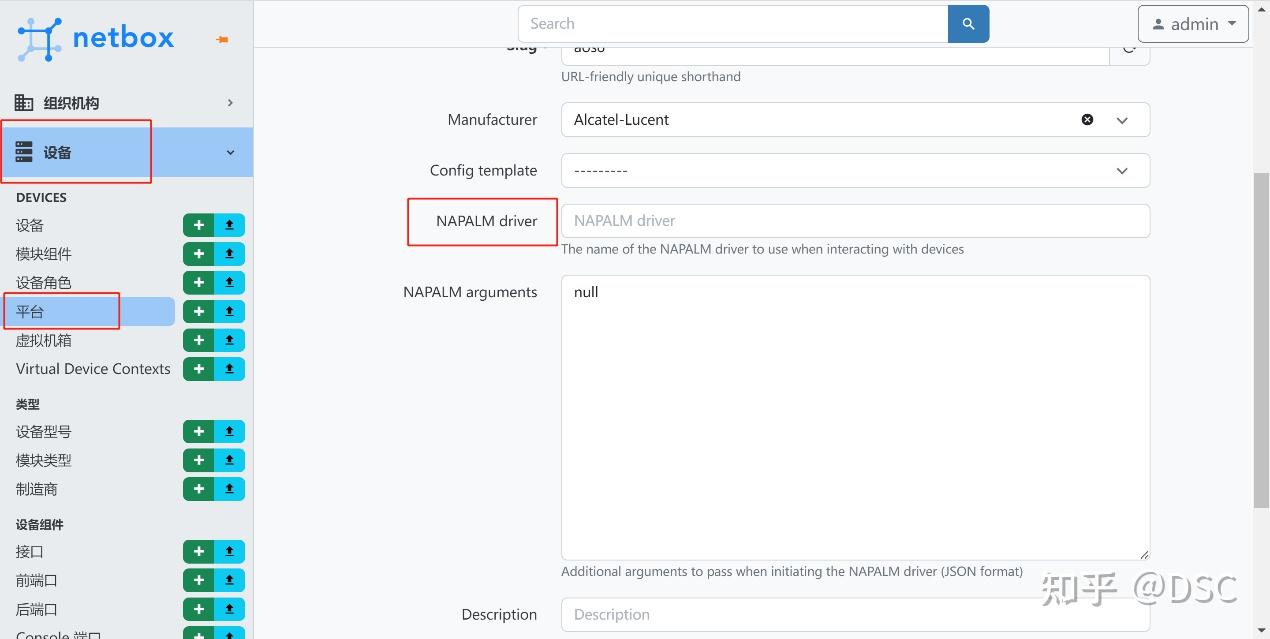 netbox
Search
admin
组织机构
设备
DEVICES
设备
模块组件
设备角色
平台
虚拟机箱
Virtual Device Contexts
类型
设备型号
模块类型
制造商
设备组件
接口
前端口
后端口
Console 端口
Slug
aos6
URL-friendly unique shorthand
Manufacturer
Alcatel-Lucent
Config template
---------
NAPALM driver
NAPALM driver
The name of the NAPALM driver to use when interacting with devices
NAPALM arguments
null
Additional arguments to pass when initiating the NAPALM driver (JSON format)
Description
Description
知乎 @DSC